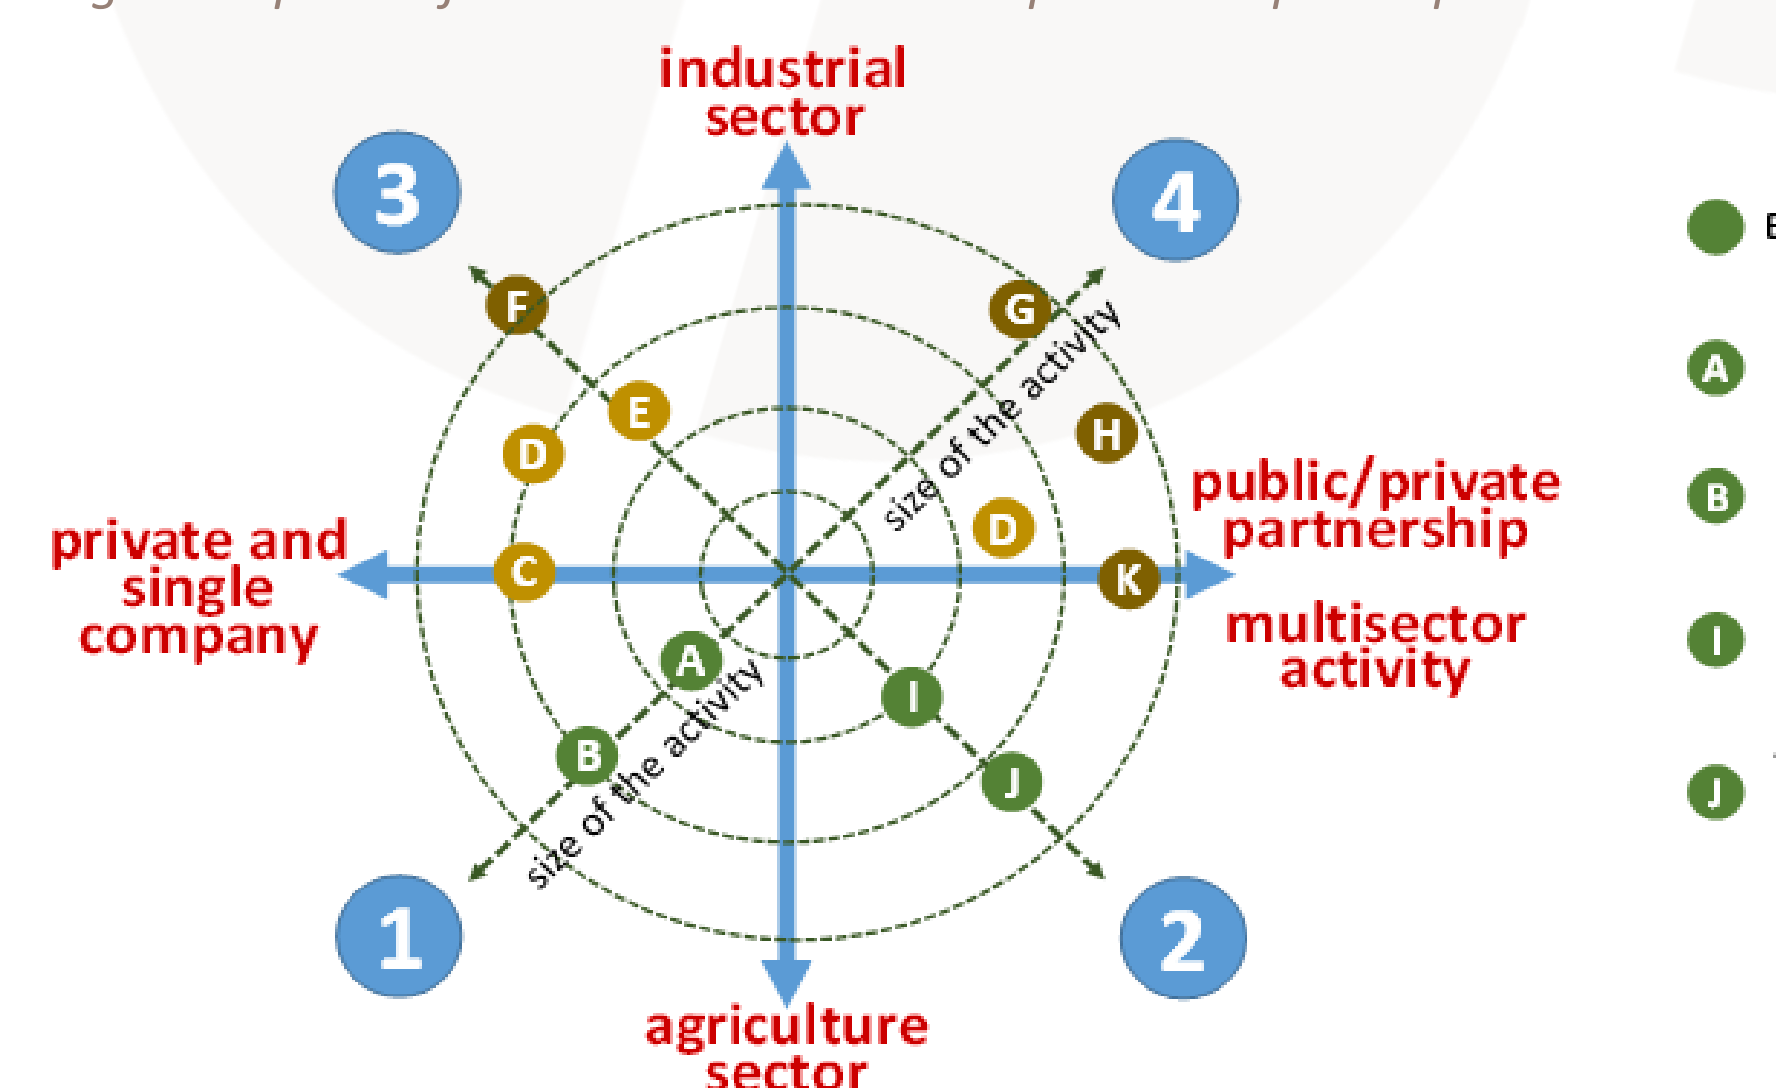 industrial
sector
3
4
F
G
size of the activity
E
H
D
D
private and
single
company
C
K
public/private
partnership
multisector
activity
A
I
B
J
size of the activity
1
2
agriculture
sector
A
B
I
J